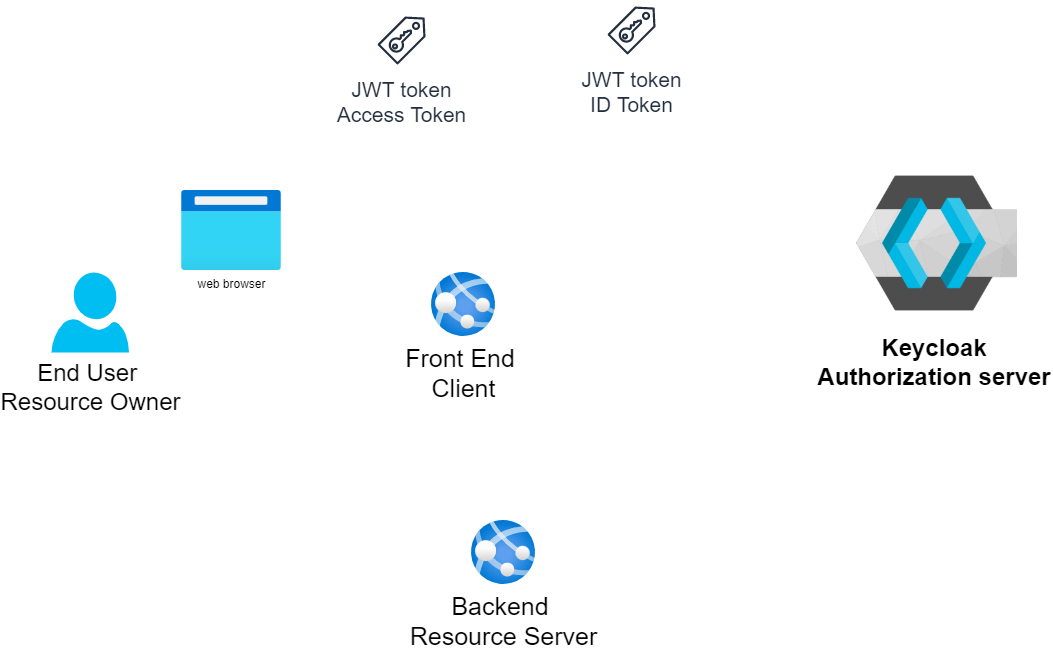 JWT token
Access Token
JWT token
ID Token
web browser
End User
Resource Owner
Front End
Client
Keycloak
Authorization server
Backend
Resource Server